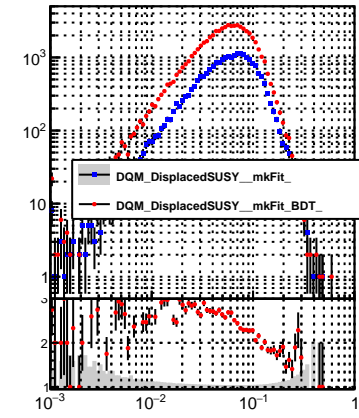 10³
10²
DQM_DisplacedSUSY__mkFit_
DQM_DisplacedSUSY__mkFit_BDT_
10
1
3
2
1
10⁻³ 10⁻² 10⁻¹ 1